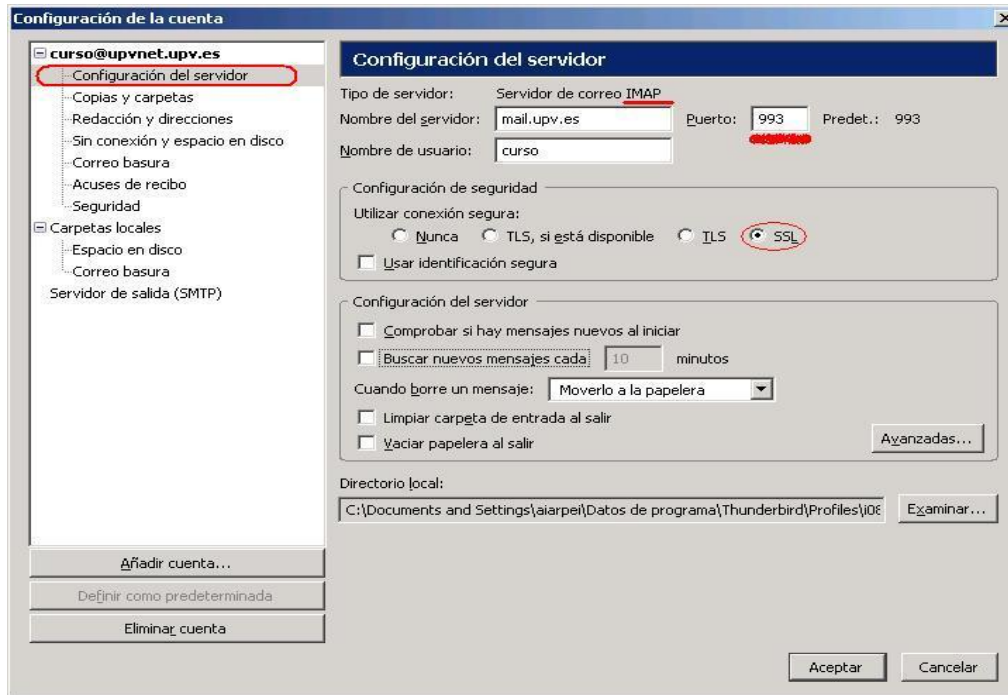 Configuración de la cuenta
curso@upvnet.upv.es
Configuración del servidor
Copias y carpetas
Redacción y direcciones
Sin conexión y espacio en disco
Correo basura
Acuses de recibo
Seguridad
Carpetas locales
Espacio en disco
Correo basura
Servidor de salida (SMTP)
Añadir cuenta...
Definir como predeterminada
Eliminar cuenta
Configuración del servidor
Tipo de servidor: Servidor de correo IMAP
Nombre del servidor: mail.upv.es Puerto: 993 Predet.: 993
Nombre de usuario: curso
Configuración de seguridad
Utilizar conexión segura:
Nunca TLS, si está disponible TLS SSL
Usar identificación segura
Configuración del servidor
Comprobar si hay mensajes nuevos al iniciar
Buscar nuevos mensajes cada 10 minutos
Cuando borre un mensaje: Moverlo a la papelera
Limpiar carpeta de entrada al salir
Vaciar papelera al salir
Avanzadas...
Directorio local:
C:\Documents and Settings\aiarpei\Datos de programa\Thunderbird\Profiles\i08 Examinar...
Aceptar Cancelar